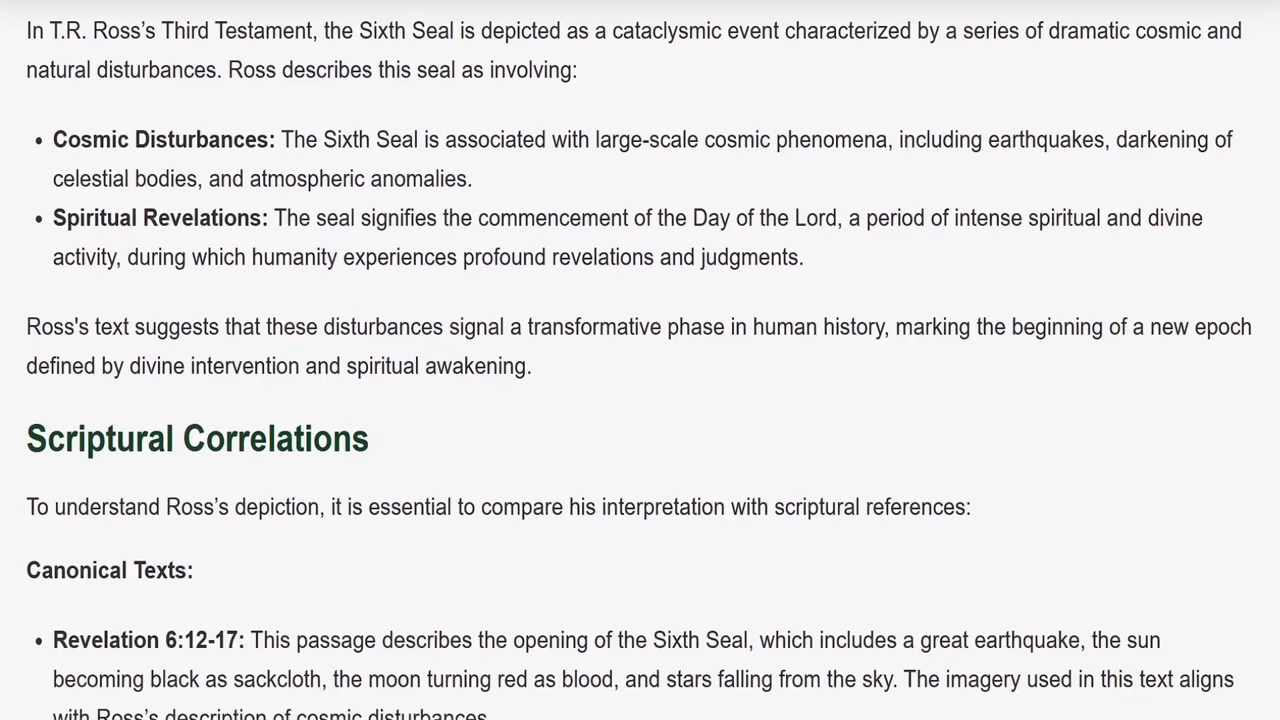 In T.R. Ross’s Third Testament, the Sixth Seal is depicted as a cataclysmic event characterized by a series of dramatic cosmic and
natural disturbances. Ross describes this seal as involving:
• Cosmic Disturbances: The Sixth Seal is associated with large-scale cosmic phenomena, including earthquakes, darkening of
celestial bodies, and atmospheric anomalies.
• Spiritual Revelations: The seal signifies the commencement of the Day of the Lord, a period of intense spiritual and divine
activity, during which humanity experiences profound revelations and judgments.
Ross's text suggests that these disturbances signal a transformative phase in human history, marking the beginning of a new epoch
defined by divine intervention and spiritual awakening.
Scriptural Correlations
To understand Ross’s depiction, it is essential to compare his interpretation with scriptural references:
Canonical Texts:
• Revelation 6:12-17: This passage describes the opening of the Sixth Seal, which includes a great earthquake, the sun
becoming black as sackcloth, the moon turning red as blood, and stars falling from the sky. The imagery used in this text aligns
with Ross’s description of cosmic disturbances.